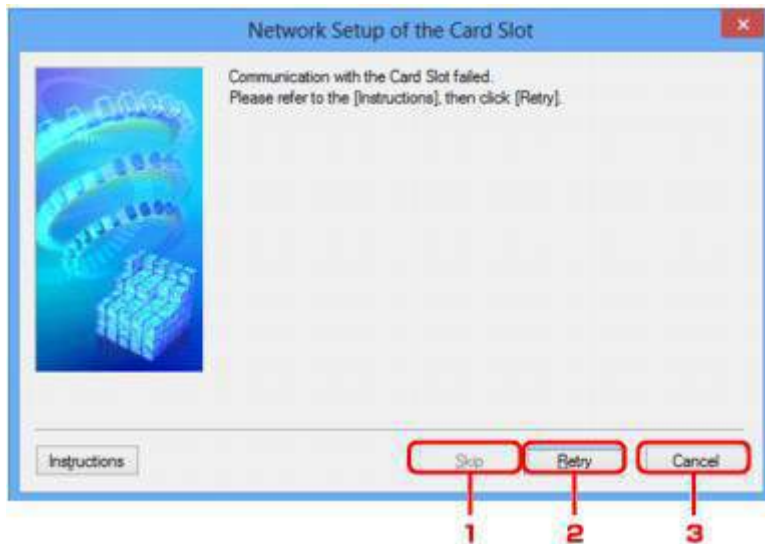 Network Setup of the Card Slot
Communication with the Card Slot failed.
Please refer to the [Instructions], then click [Retry].
Instructions
Skip
Retry
Cancel
1
2
3